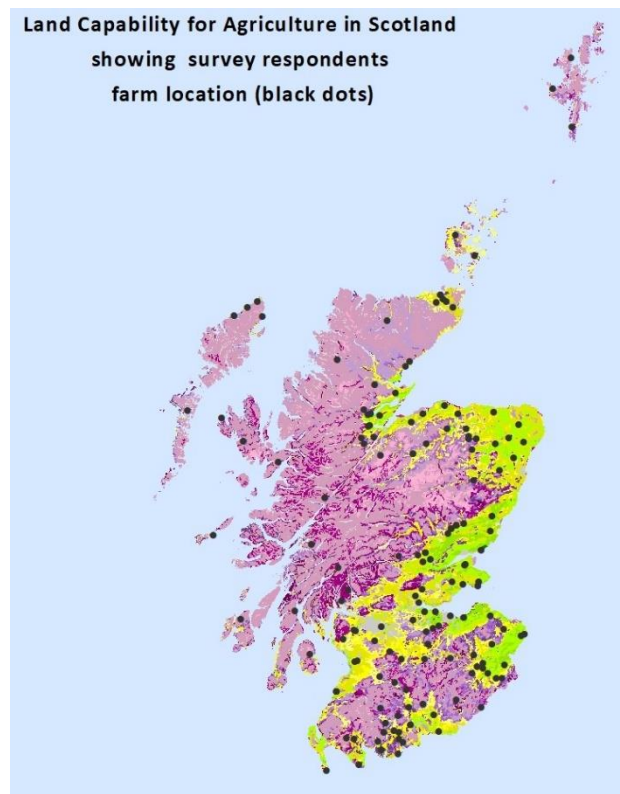 Land Capability for Agriculture in Scotland
showing survey respondents
farm location (black dots)